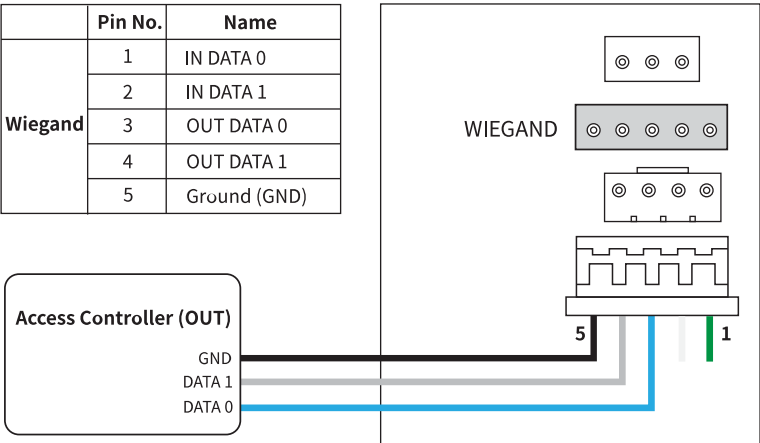 Pin No. Name
Wiegand
1 IN DATA 0
2 IN DATA 1
3 OUT DATA 0
4 OUT DATA 1
5 Ground (GND)
WIEGAND
5 1
Access Controller (OUT)
GND
DATA 1
DATA 0